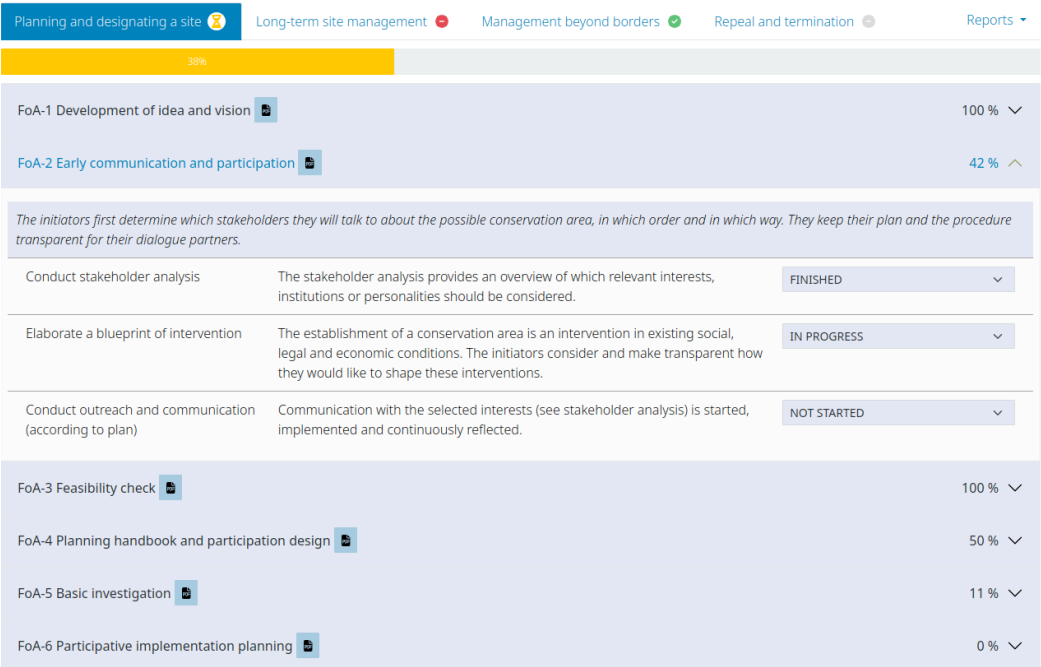 Planning and designating a site
Long-term site management
Management beyond borders
Repeal and termination
Reports
38%
FoA-1 Development of idea and vision
100 %
FoA-2 Early communication and participation
42 %
The initiators first determine which stakeholders they will talk to about the possible conservation area, in which order and in which way. They keep their plan and the procedure
transparent for their dialogue partners.
Conduct stakeholder analysis
The stakeholder analysis provides an overview of which relevant interests,
institutions or personalities should be considered.
FINISHED
Elaborate a blueprint of intervention
The establishment of a conservation area is an intervention in existing social,
legal and economic conditions. The initiators consider and make transparent how
they would like to shape these interventions.
IN PROGRESS
Conduct outreach and communication
(according to plan)
Communication with the selected interests (see stakeholder analysis) is started,
implemented and continuously reflected.
NOT STARTED
FoA-3 Feasibility check
100 %
FoA-4 Planning handbook and participation design
50 %
FoA-5 Basic investigation
11 %
FoA-6 Participative implementation planning
0 %